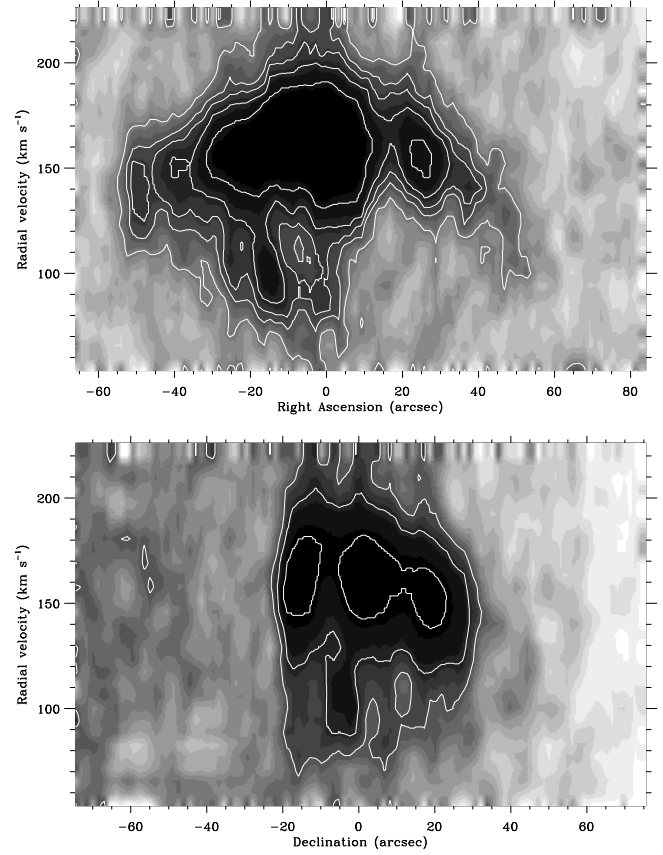 200
150
100
Radial velocity (km s⁻¹)
−60 −40 −20 0 20 40 60 80
Right Ascension (arcsec)
200
150
100
Radial velocity (km s⁻¹)
−60 −40 −20 0 20 40 60
Declination (arcsec)